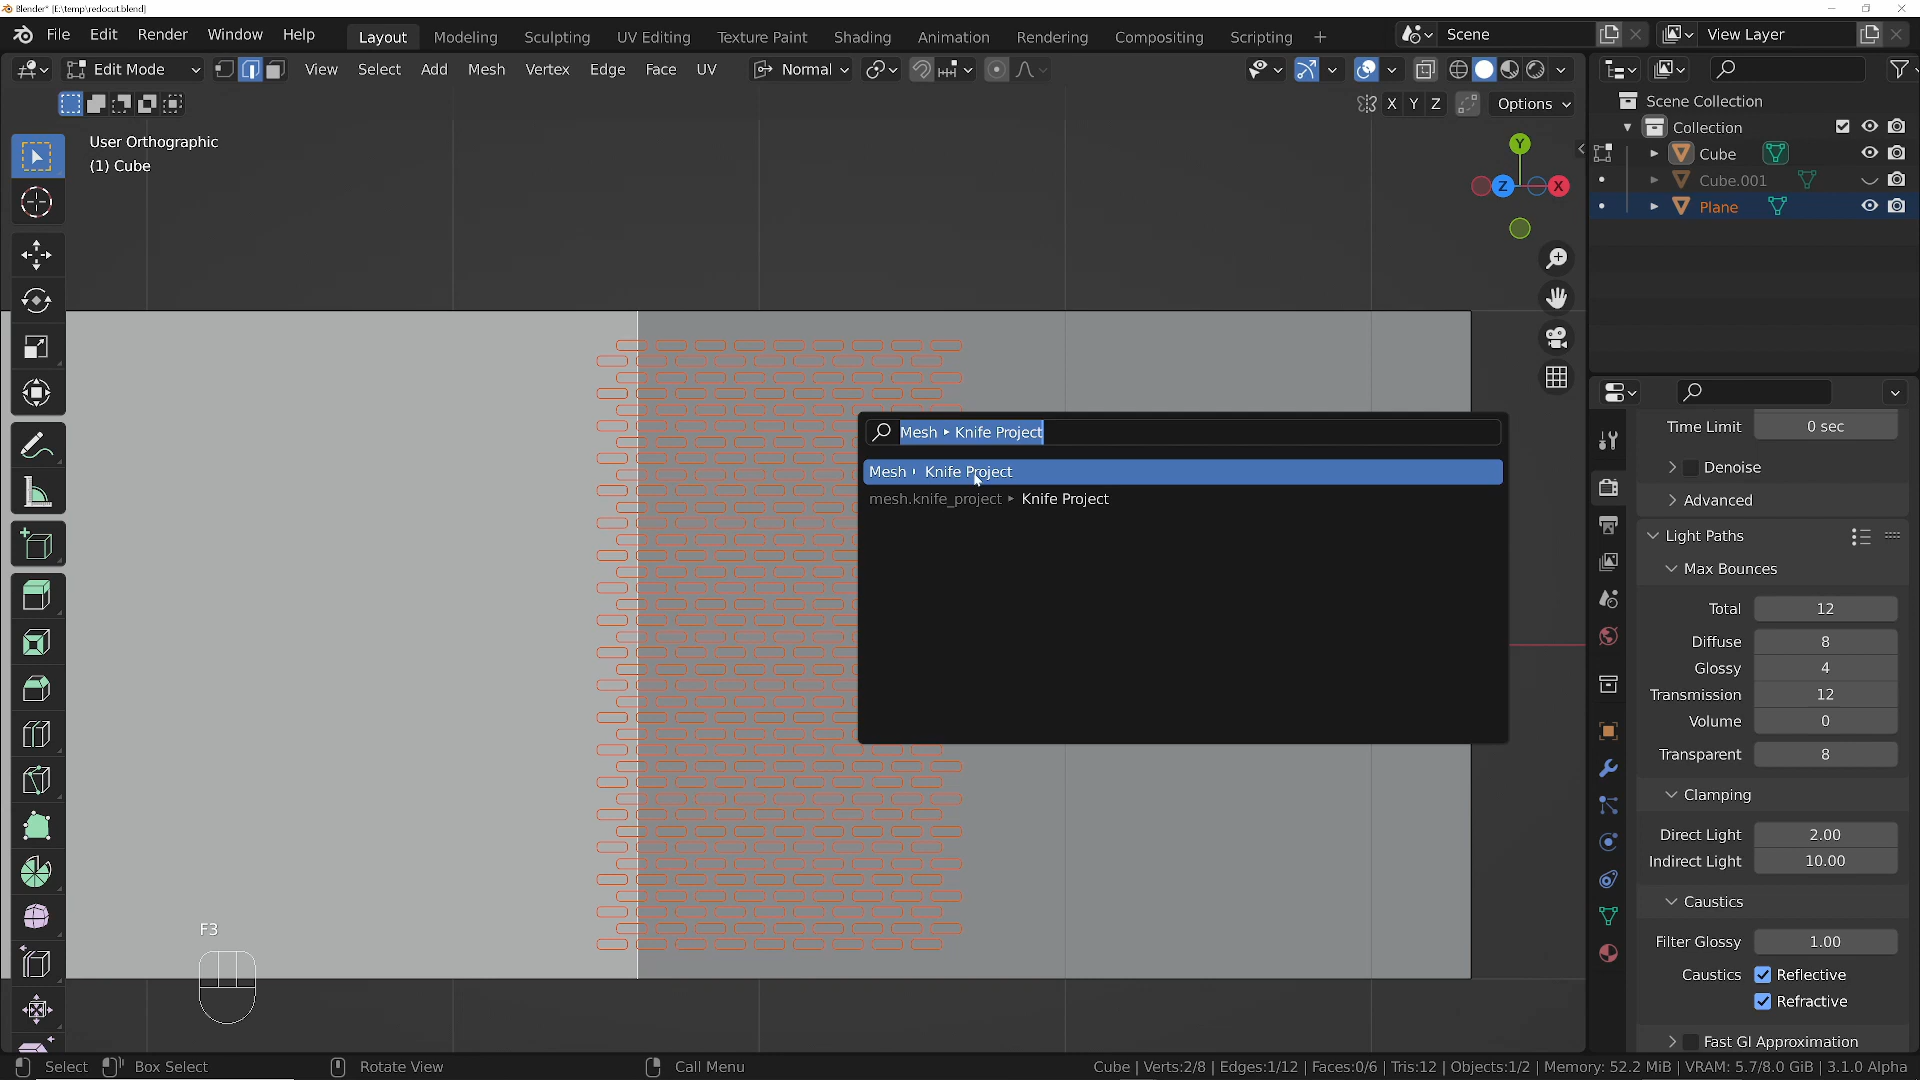 Blender* [E:\temp\redocut.blend]
File Edit Render Window Help Layout Modeling Sculpting UV Editing Texture Paint Shading Animation Rendering Compositing Scripting + Scene View Layer
Edit Mode View Select Add Mesh Vertex Edge Face UV Normal
X Y Z Options
User Orthographic
(1) Cube
Y
Z X
Scene Collection
Collection
Cube
Cube.001
Plane
Mesh ▸ Knife Project
Mesh ▸ Knife Project
mesh.knife_project ▸ Knife Project
Time Limit 0 sec
Denoise
Advanced
Light Paths
Max Bounces
Total 12
Diffuse 8
Glossy 4
Transmission 12
Volume 0
Transparent 8
Clamping
Direct Light 2.00
Indirect Light 10.00
Caustics
Filter Glossy 1.00
Caustics Reflective
Refractive
Fast GI Approximation
F3
Select Box Select Rotate View Call Menu Cube | Verts:2/8 | Edges:1/12 | Faces:0/6 | Tris:12 | Objects:1/2 | Memory: 52.2 MiB | VRAM: 5.7/8.0 GiB | 3.1.0 Alpha